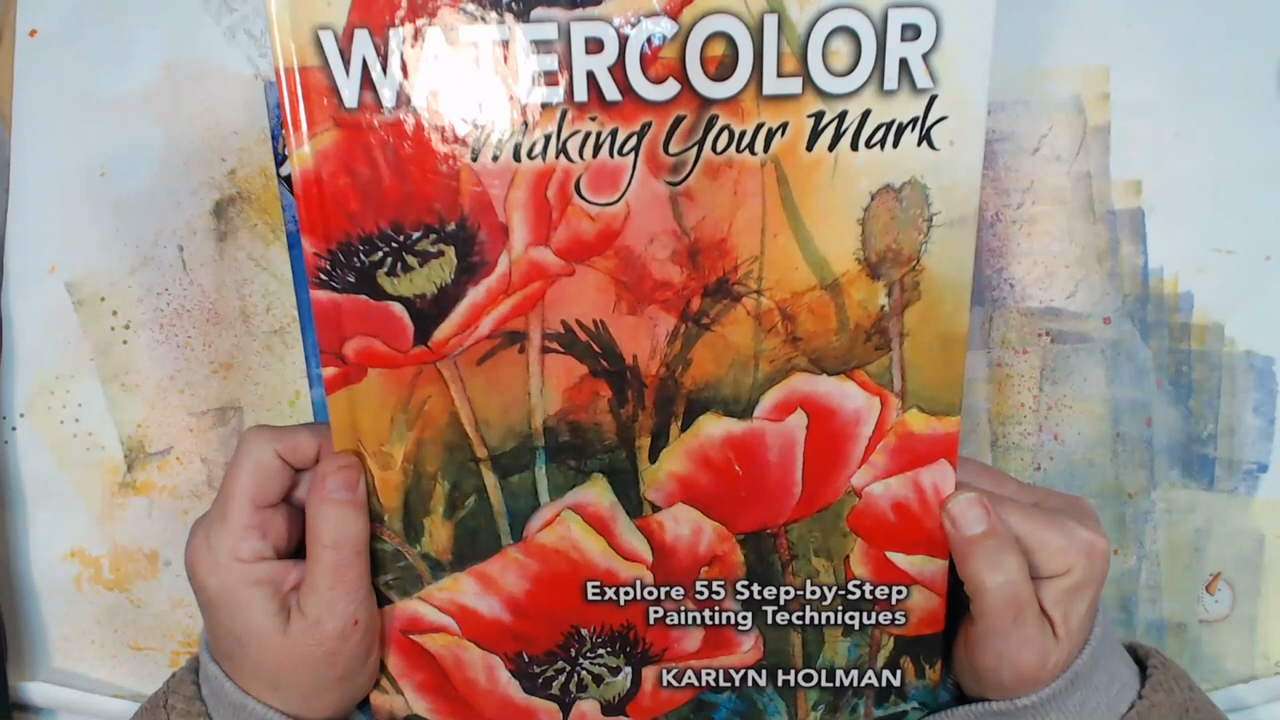 WATERCOLOR
Making Your Mark
Explore 55 Step-by-Step
Painting Techniques
KARLYN HOLMAN